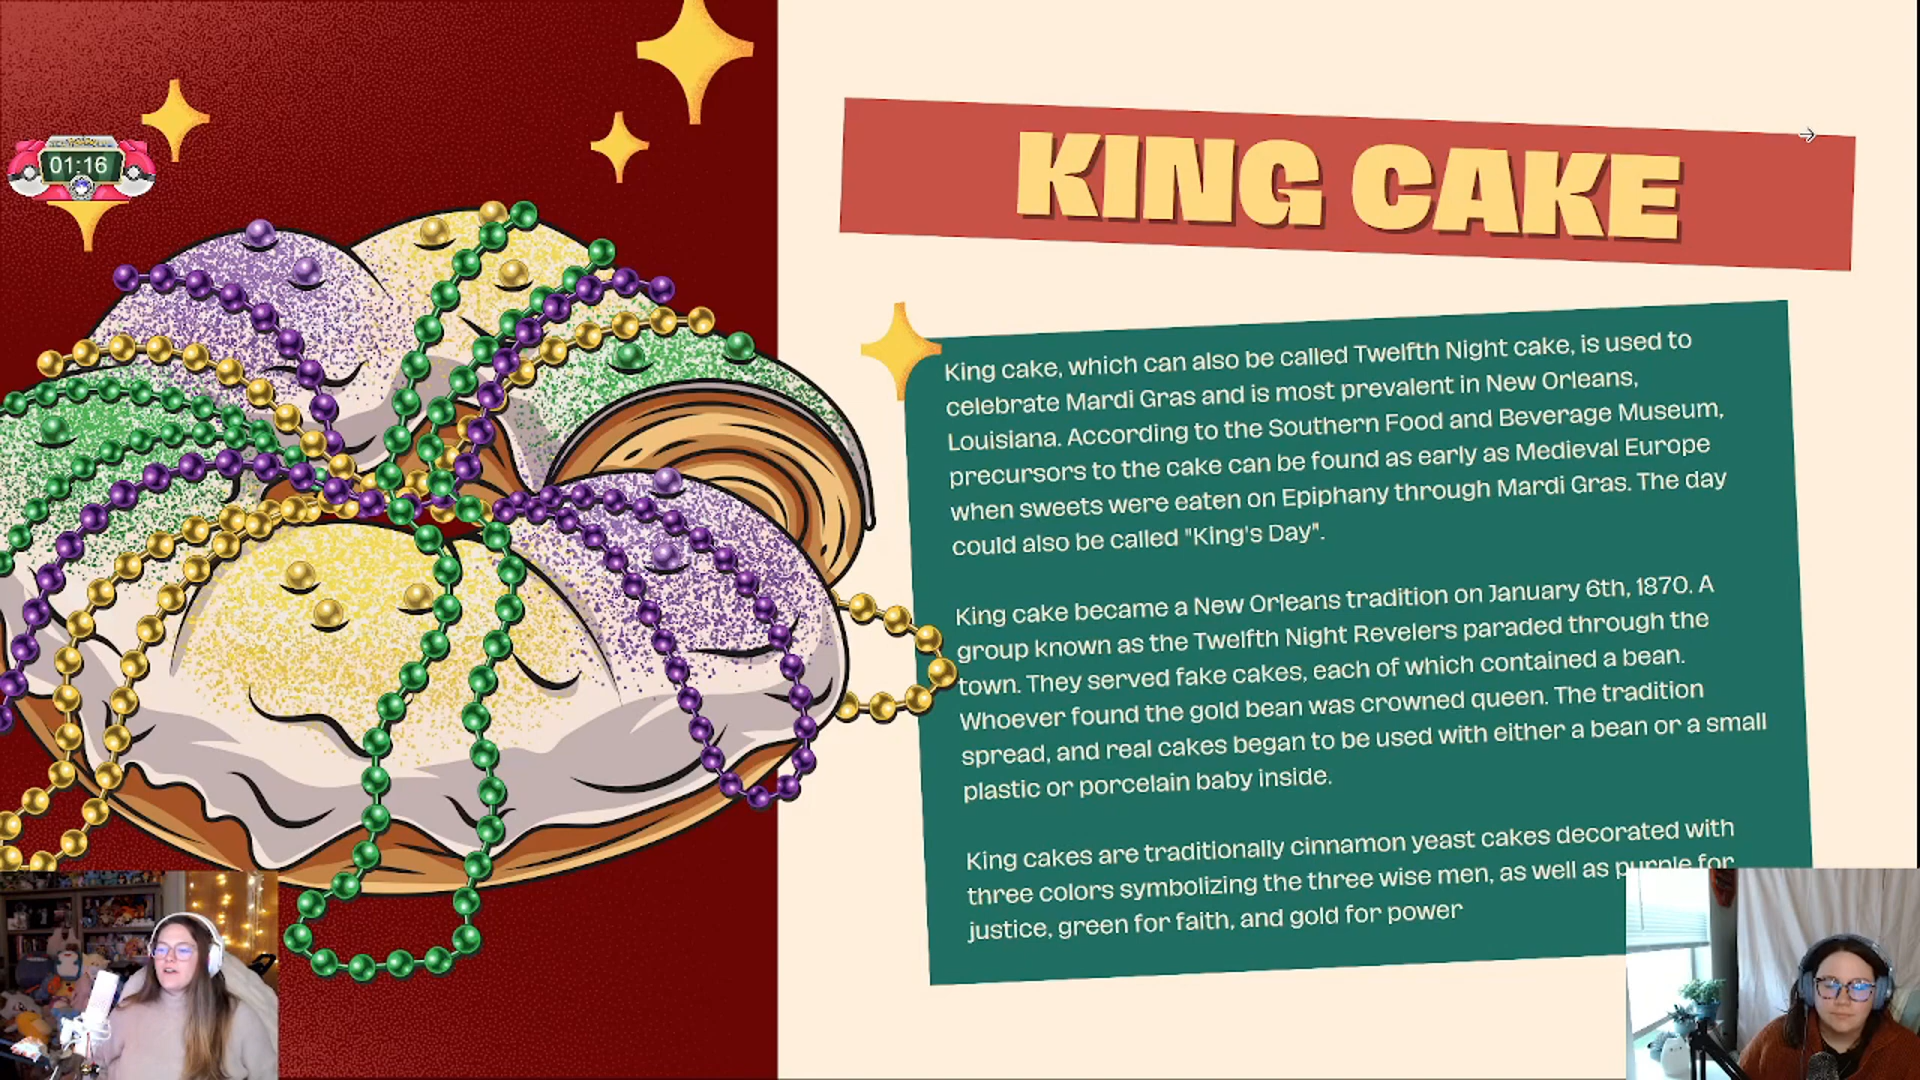 01:16
KING CAKE
King cake, which can also be called Twelfth Night cake, is used to
celebrate Mardi Gras and is most prevalent in New Orleans,
Louisiana. According to the Southern Food and Beverage Museum,
precursors to the cake can be found as early as Medieval Europe
when sweets were eaten on Epiphany through Mardi Gras. The day
could also be called "King's Day".
King cake became a New Orleans tradition on January 6th, 1870. A
group known as the Twelfth Night Revelers paraded through the
town. They served fake cakes, each of which contained a bean.
Whoever found the gold bean was crowned queen. The tradition
spread, and real cakes began to be used with either a bean or a small
plastic or porcelain baby inside.
King cakes are traditionally cinnamon yeast cakes decorated with
three colors symbolizing the three wise men, as well as purple for
justice, green for faith, and gold for power